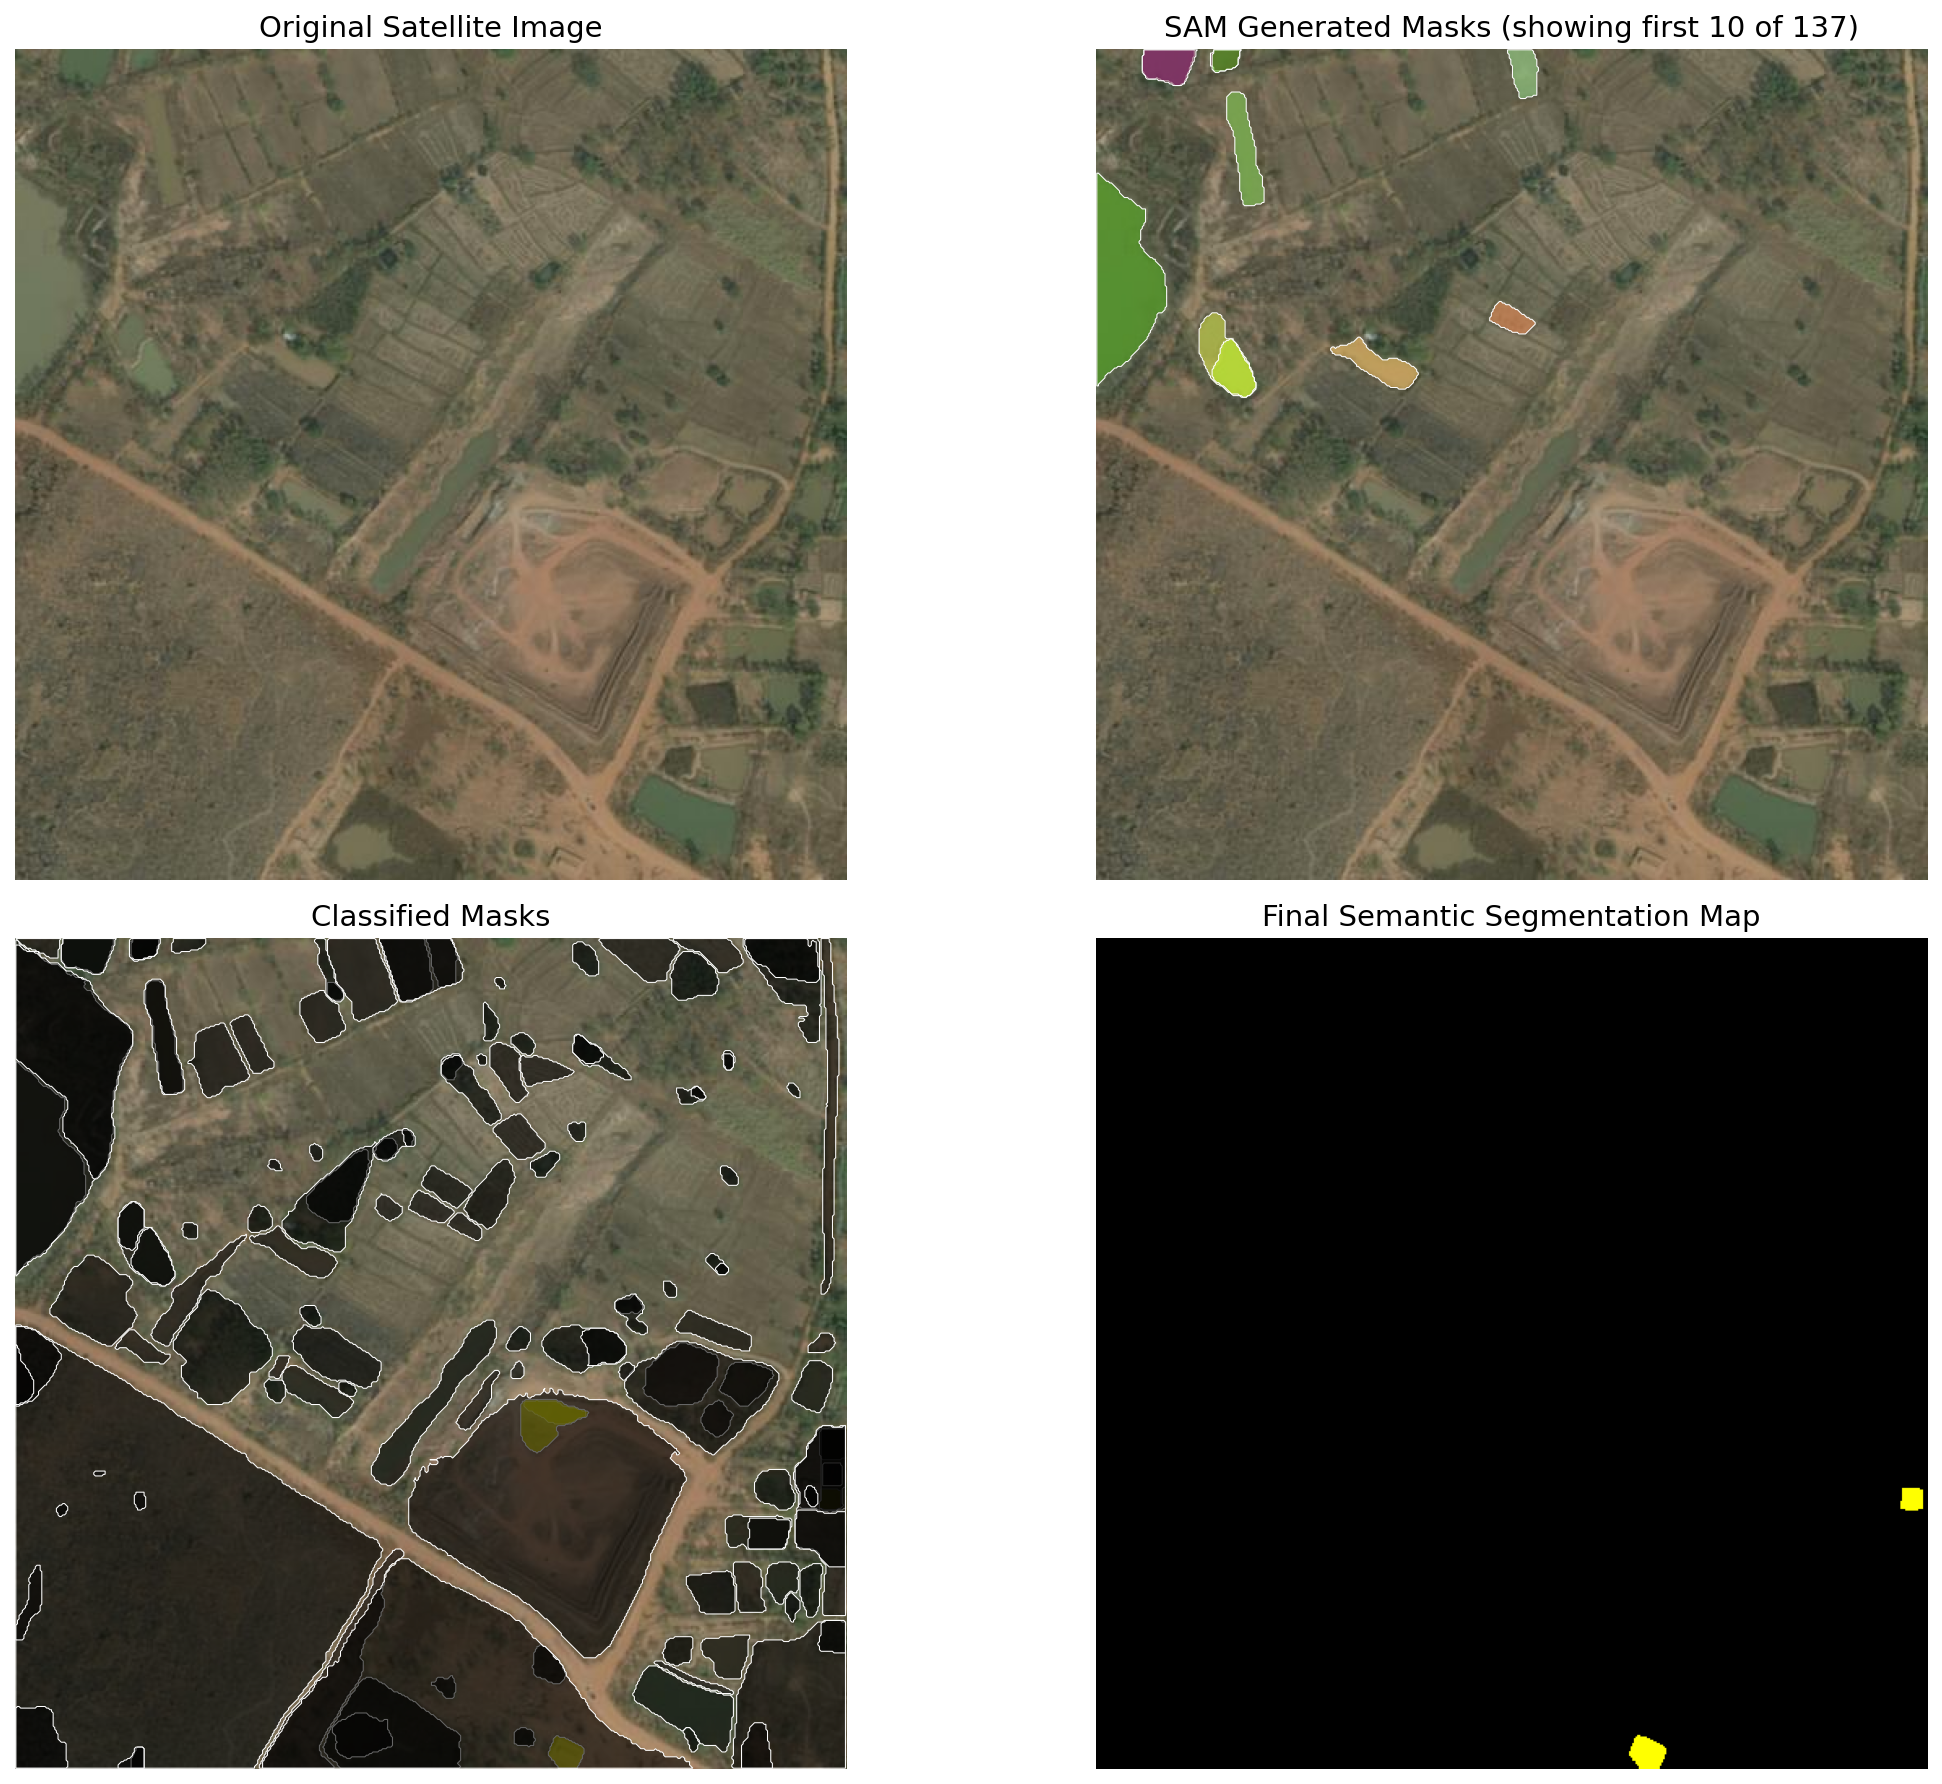 Original Satellite Image
SAM Generated Masks (showing first 10 of 137)
Classified Masks
Final Semantic Segmentation Map